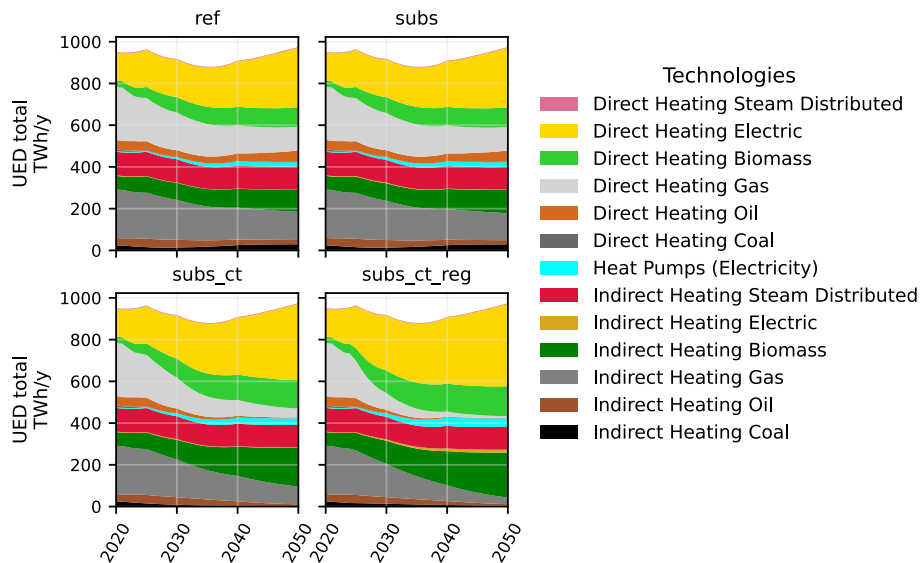 ref
subs
1000
800
600
400
200
0
UED total
TWh/y
subs_ct
subs_ct_reg
1000
800
600
400
200
0
UED total
TWh/y
2020
2030
2040
2050
2020
2030
2040
2050
Technologies
Direct Heating Steam Distributed
Direct Heating Electric
Direct Heating Biomass
Direct Heating Gas
Direct Heating Oil
Direct Heating Coal
Heat Pumps (Electricity)
Indirect Heating Steam Distributed
Indirect Heating Electric
Indirect Heating Biomass
Indirect Heating Gas
Indirect Heating Oil
Indirect Heating Coal